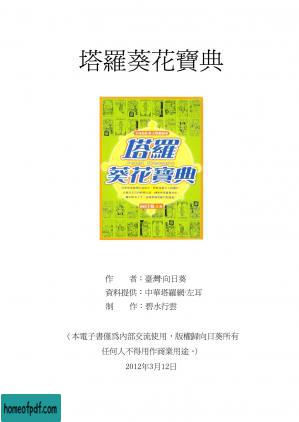 塔羅葵花寶典
塔羅
葵花寶典
作　者：臺灣·向日葵
資料提供：中華塔羅網·左耳
制　作：碧水行雲
（本電子書僅爲內部交流使用，版權歸向日葵所有
任何人不得用作商業用途。）
2012年3月12日
homeofpdf.com